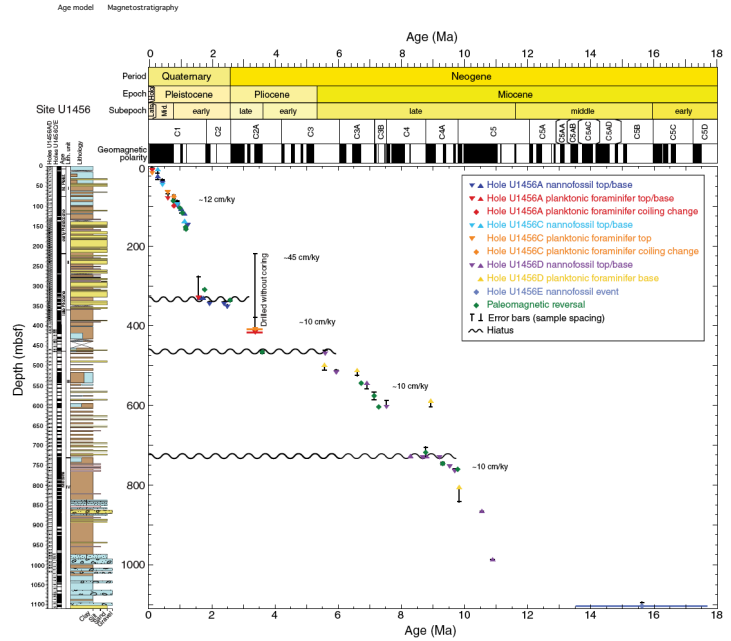 Age model Magnetostratigraphy
Age (Ma)
0 2 4 6 8 10 12 14 16 18
Period Quaternary Neogene
Epoch Pleistocene Pliocene Miocene
Site U1456
Subepoch Mid. early late early late middle early
Holes U1456A/D
Holes U1456C/E
Age
Lith. unit
Lithology
C1 C2 C2A C3 C3A C3B C4 C4A C5 C5A C5AA C5AB C5AC C5AD C5B C5C C5D
Geomagnetic
polarity
0
50
100
150
200
250
300
350
400
450
500
550
600
650
700
750
800
850
900
950
1000
1050
1100
Clay
Silt
Sand
Gravel
Depth (mbsf)
0
200
400
600
800
1000
~12 cm/ky
~45 cm/ky
Drilled without coring
~10 cm/ky
~10 cm/ky
~10 cm/ky
Hole U1456A nannofossil top/base
Hole U1456A planktonic foraminifer top/base
Hole U1456A planktonic foraminifer coiling change
Hole U1456C nannofossil top/base
Hole U1456C planktonic foraminifer top
Hole U1456C planktonic foraminifer coiling change
Hole U1456D nannofossil top/base
Hole U1456D planktonic foraminifer base
Hole U1456E nannofossil event
Paleomagnetic reversal
Error bars (sample spacing)
Hiatus
0 2 4 6 8 10 12 14 16 18
Age (Ma)